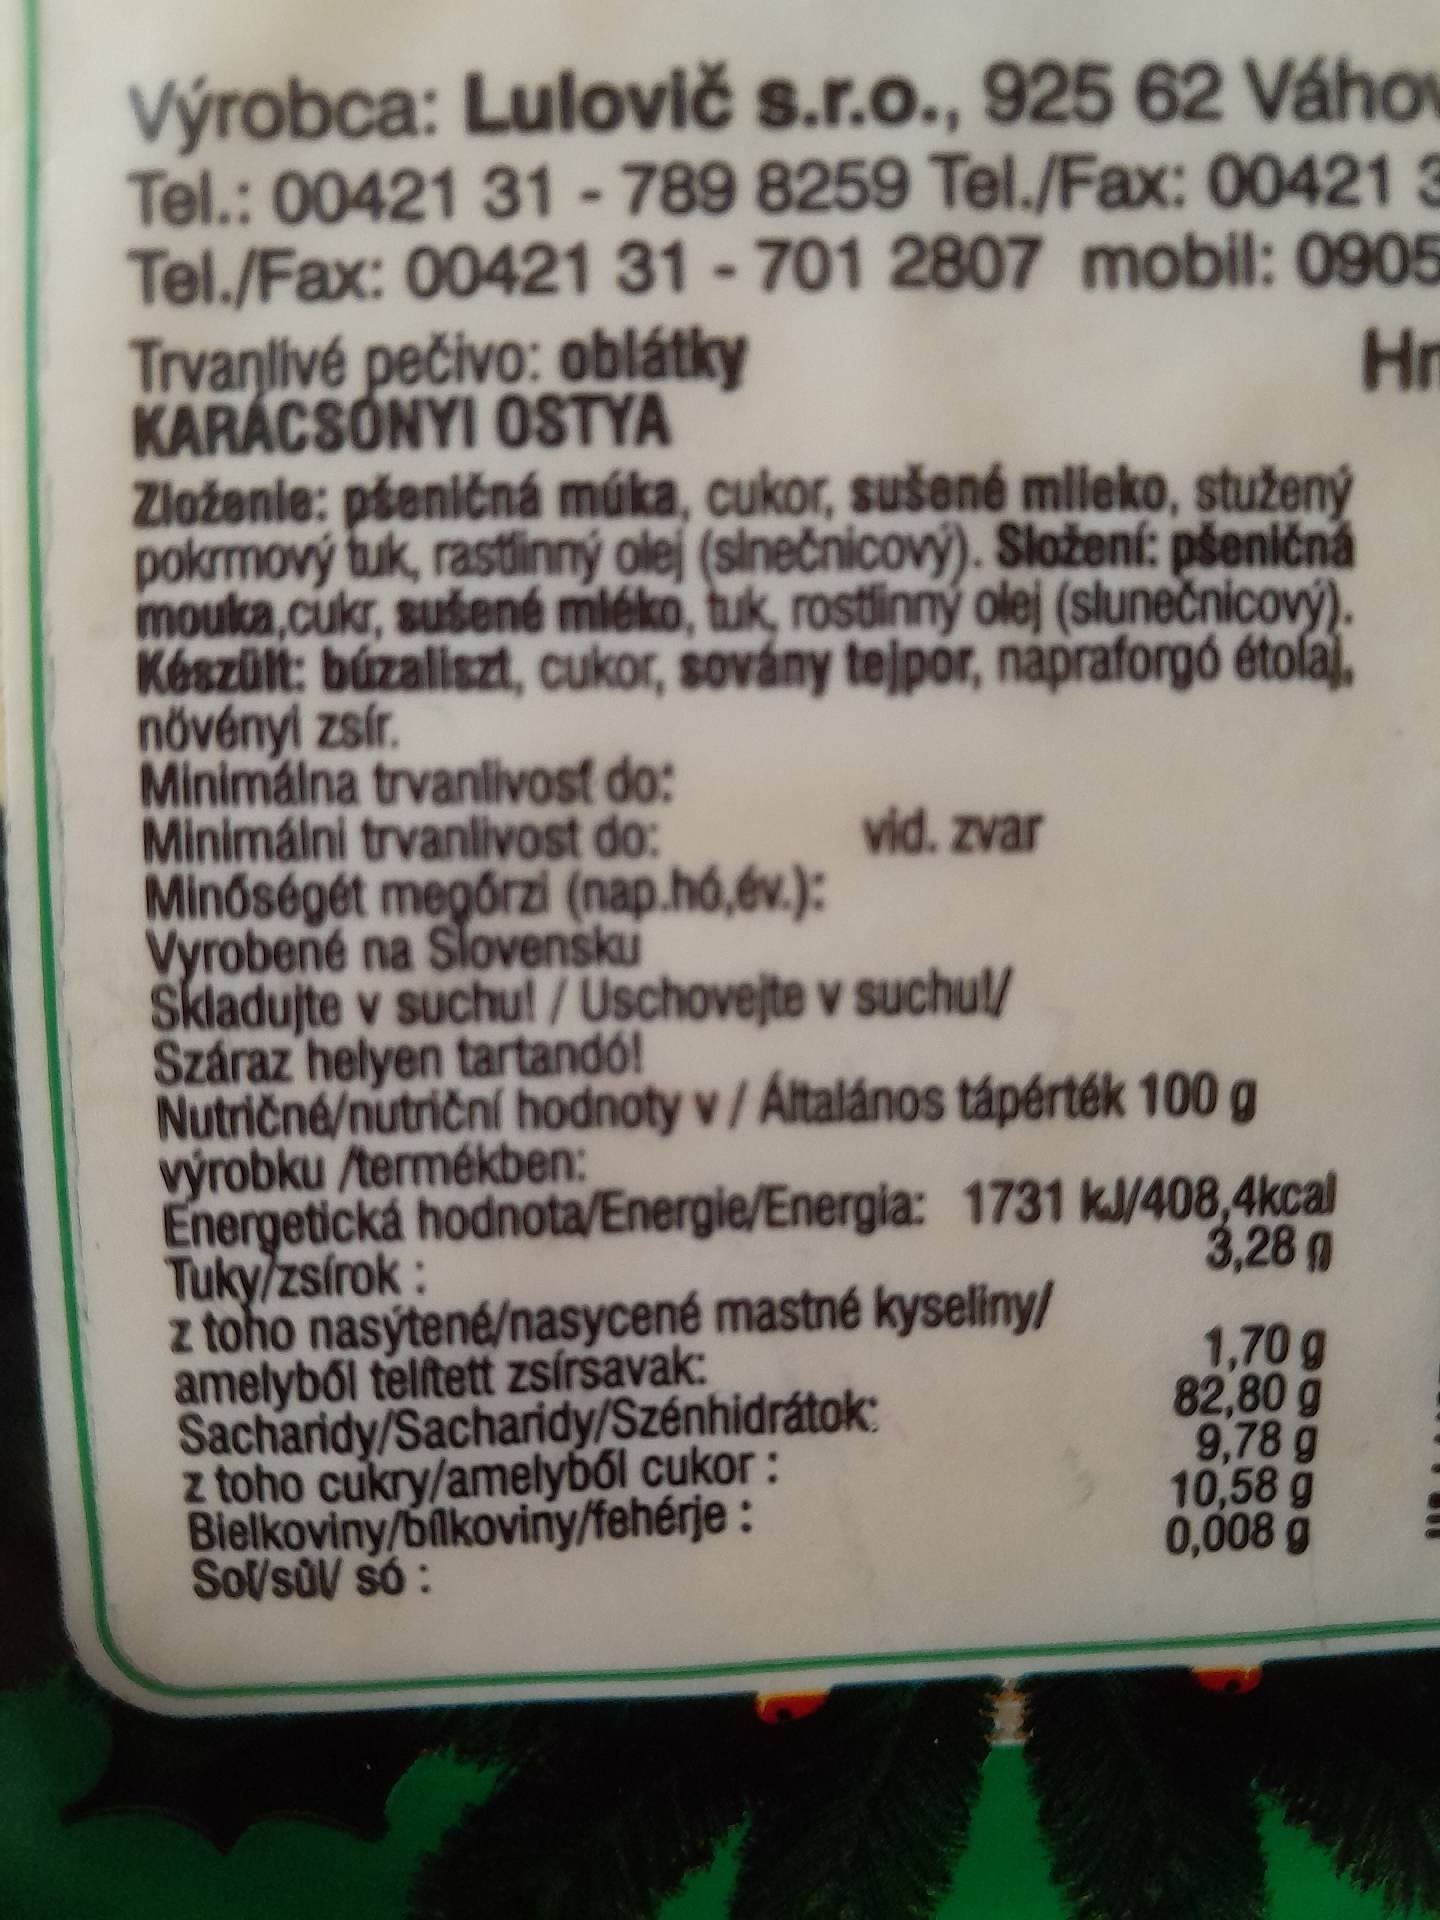 Výrobca: Lulovič s.r.o., 925 62
Tel.: 00421 31 - 789 8259 Tel./Fax: 00421
Tel./Fax: 00421 31 - 701 2807 mobil: 0905
Trvanlivé pečivo: oblátky
KARÁCSONYI OSTYA
Zloženie: pšeničná múka, cukor, sušené mlieko, stužený
pokrmový tuk, rastlinný olej (slnečnicový). Složení: pšeničná
mouka,cukr, sušené mléko, tuk, rostlinný olej (slunečnicový).
Készült: búzaliszt, cukor, sovány tejpor, napraforgó étolaj,
növényi zsír.
Minimálna trvanlivosť do:
Minimálni trvanlivost do: vid. zvar
Minóségét megórzi (nap.hó,év.):
Vyrobené na Slovensku
Skladujte v suchu! / Uschovejte v suchu!/
Száraz helyen tartandó!
Nutričné/nutriční hodnoty v / Általános tápérték 100 g
výrobku /termékben:
Energetická hodnota/Energie/Energia: 1731 kJ/408,4kcal
Tuky/zsírok : 3,28 g
z toho nasýtené/nasycené mastné kyseliny/
amelyből telített zsírsavak: 1,70 g
Sacharidy/Sacharidy/Szénhidrátok: 82,80 g
z toho cukry/amelyből cukor : 9,78 g
Bielkoviny/bílkoviny/fehérje : 10,58 g
Soľ/sůl/ só : 0,008 g